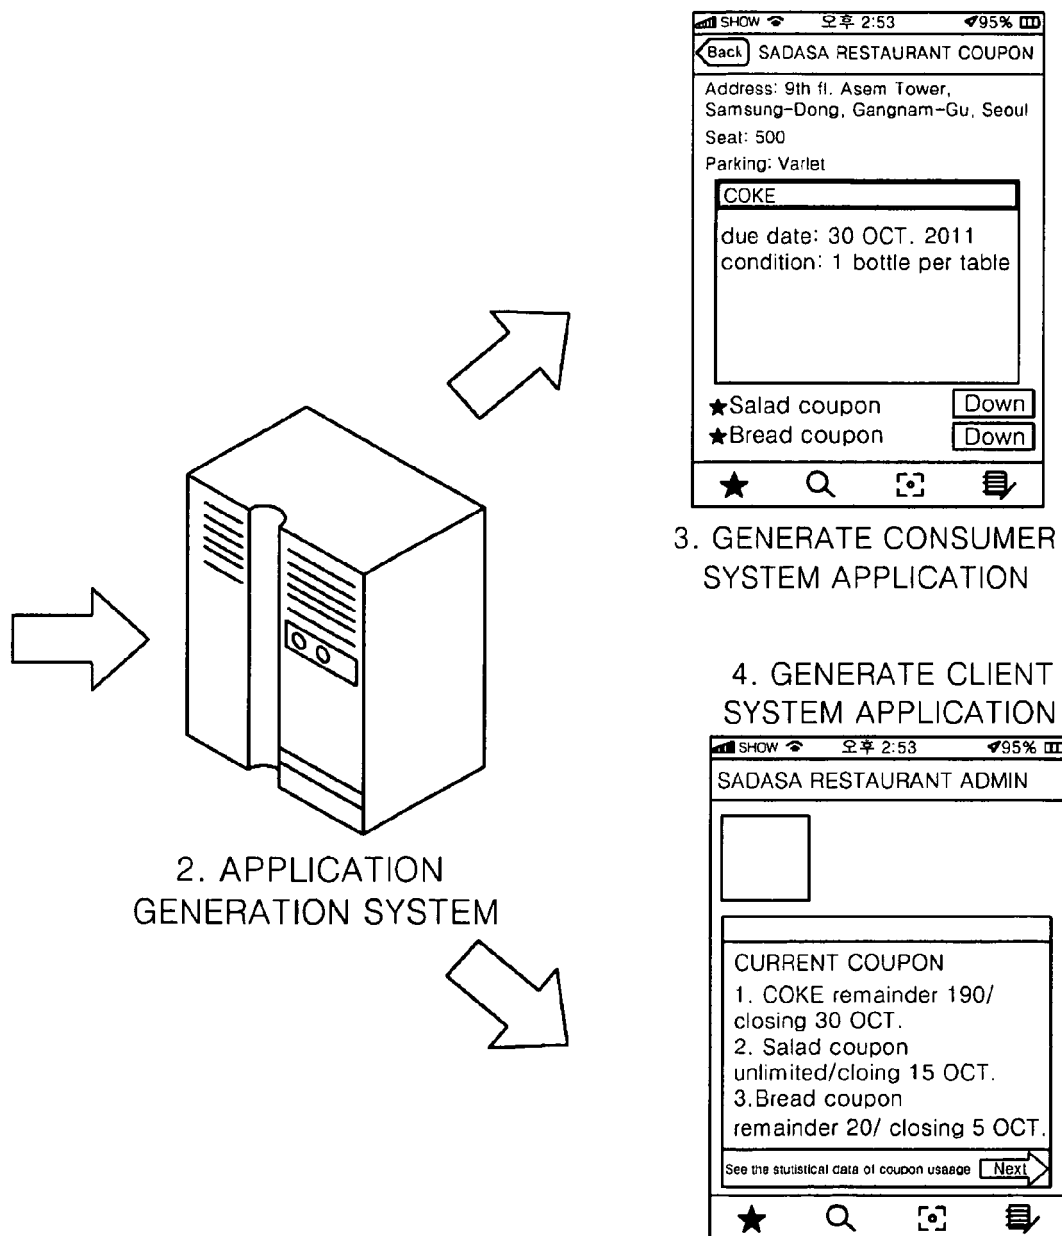 SHOW 오후 2:53 95%
Back SADASA RESTAURANT COUPON
Address: 9th fl. Asem Tower,
Samsung-Dong, Gangnam-Gu, Seoul
Seat: 500
Parking: Varlet
COKE
due date: 30 OCT. 2011
condition: 1 bottle per table
★Salad coupon Down
★Bread coupon Down
3. GENERATE CONSUMER
SYSTEM APPLICATION
2. APPLICATION
GENERATION SYSTEM
4. GENERATE CLIENT
SYSTEM APPLICATION
SHOW 오후 2:53 95%
SADASA RESTAURANT ADMIN
CURRENT COUPON
1. COKE remainder 190/
closing 30 OCT.
2. Salad coupon
unlimited/cloing 15 OCT.
3.Bread coupon
remainder 20/ closing 5 OCT.
See the stutistical data of coupon usaage Next